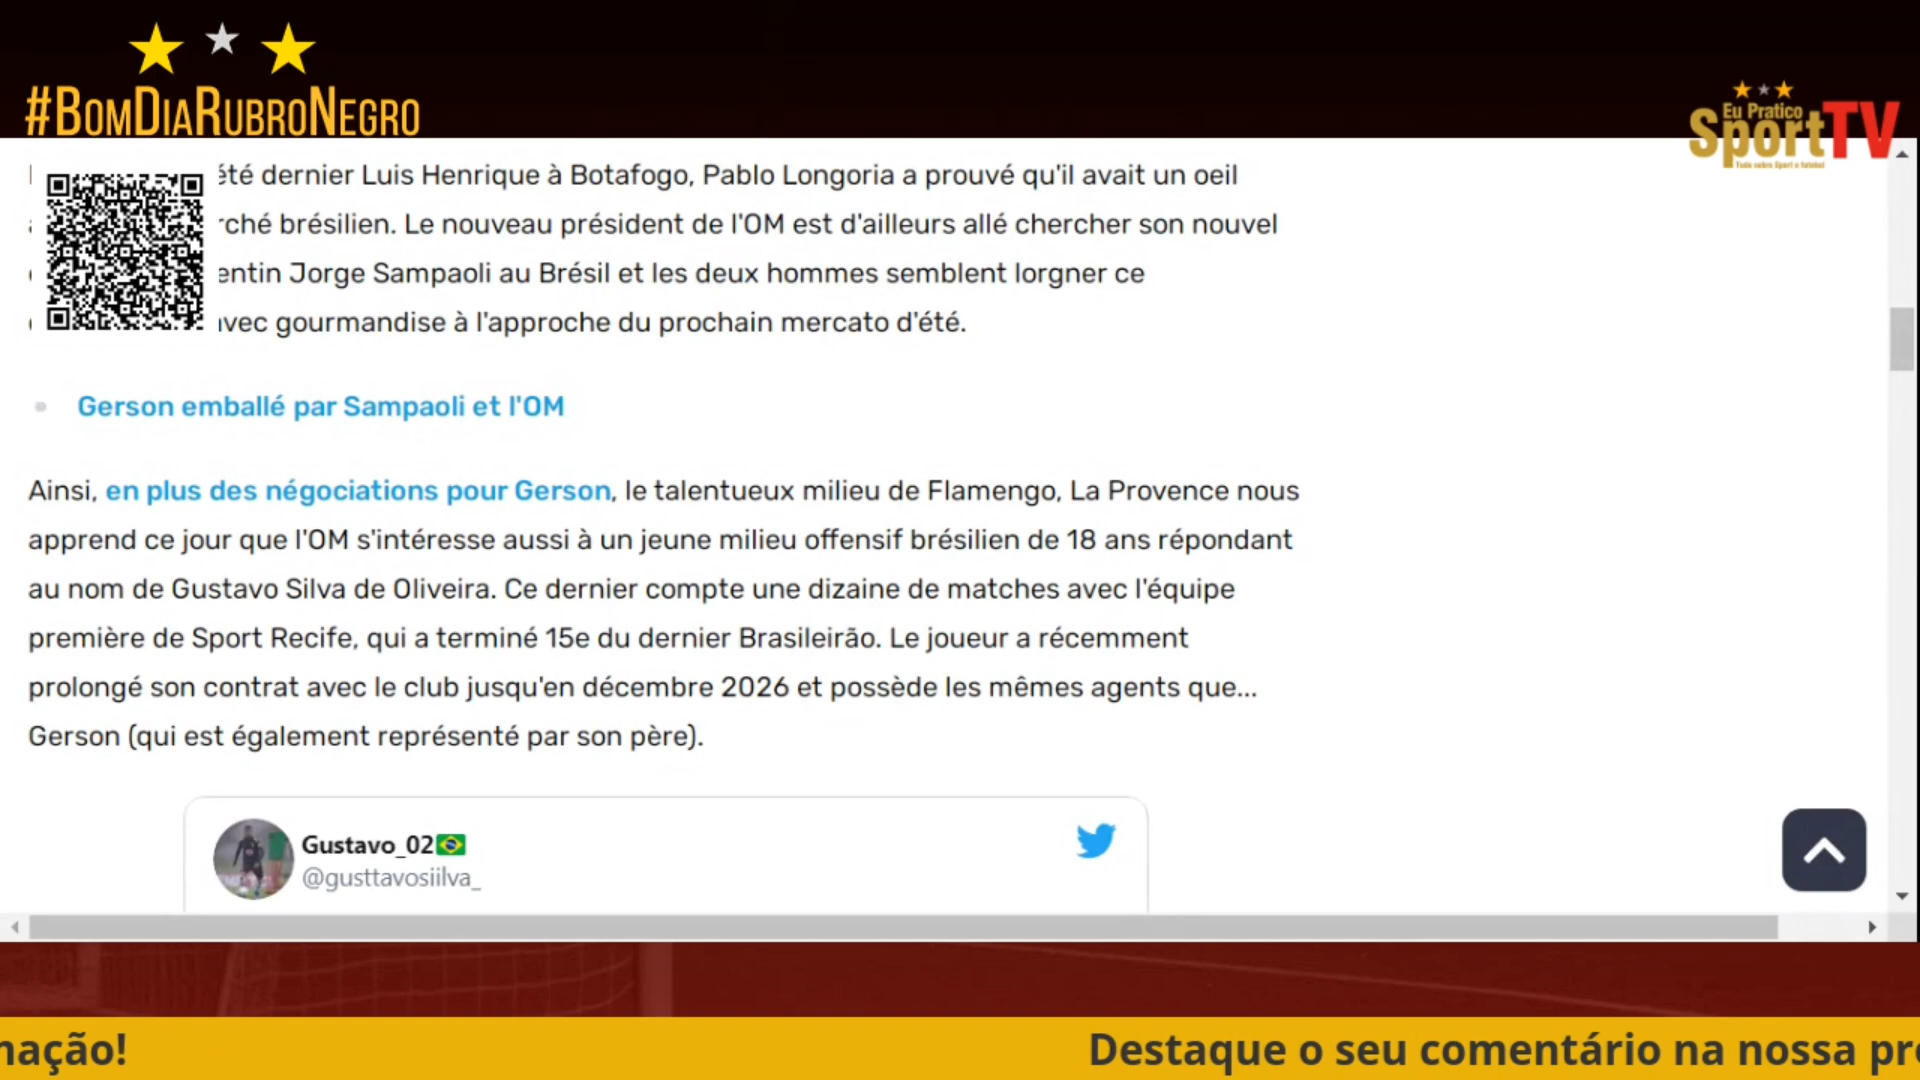 #BOMDIARUBRONEGRO
Eu Pratico
SportTV
Tudo sobre Sport e futebol
été dernier Luis Henrique à Botafogo, Pablo Longoria a prouvé qu'il avait un oeil
rché brésilien. Le nouveau président de l'OM est d'ailleurs allé chercher son nouvel
entin Jorge Sampaoli au Brésil et les deux hommes semblent lorgner ce
avec gourmandise à l'approche du prochain mercato d'été.
Gerson emballé par Sampaoli et l'OM
Ainsi, en plus des négociations pour Gerson, le talentueux milieu de Flamengo, La Provence nous
apprend ce jour que l'OM s'intéresse aussi à un jeune milieu offensif brésilien de 18 ans répondant
au nom de Gustavo Silva de Oliveira. Ce dernier compte une dizaine de matches avec l'équipe
première de Sport Recife, qui a terminé 15e du dernier Brasileirão. Le joueur a récemment
prolongé son contrat avec le club jusqu'en décembre 2026 et possède les mêmes agents que...
Gerson (qui est également représenté par son père).
Gustavo_02
@gusttavosiilva_
nação!
Destaque o seu comentário na nossa pro